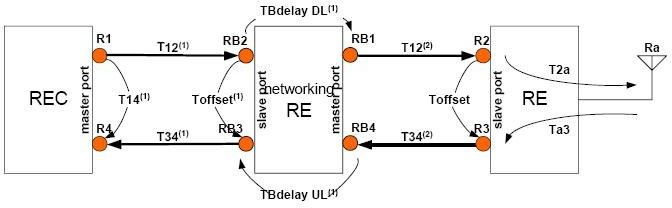 TBdelay DL(1)
R1
T12(1)
RB2
RB1
T12(2)
R2
Ra
T2a
REC
master port
T14(1)
Toffset(1)
slave port
networking
RE
master port
Toffset
slave port
RE
Ta3
R4
T34(1)
RB3
RB4
T34(2)
R3
TBdelay UL(1)